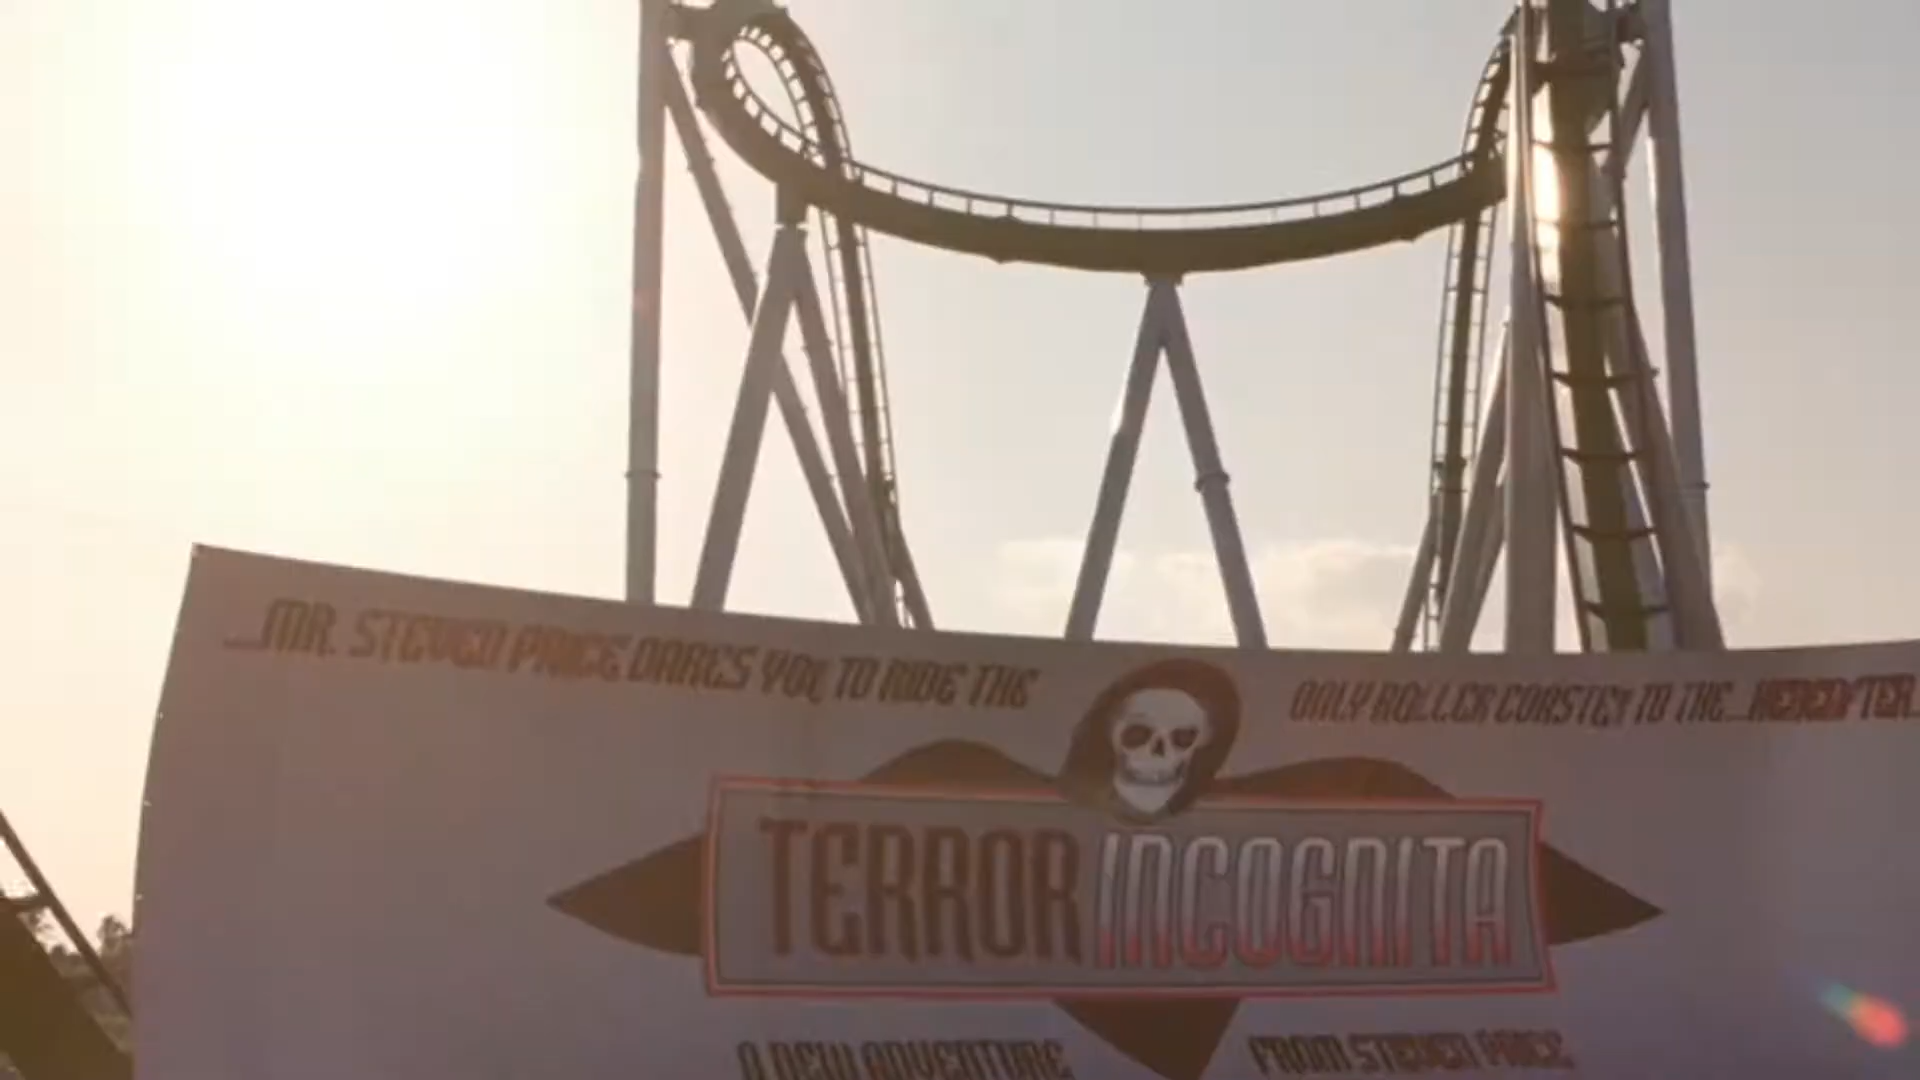 ...MR. STEVEN PRICE DARES YOU TO RIDE THE
ONLY ROLLER COASTER TO THE...HEREAFTER...
TERROR INCOGNITA
A NEW ADVENTURE
FROM STEVEN PRICE